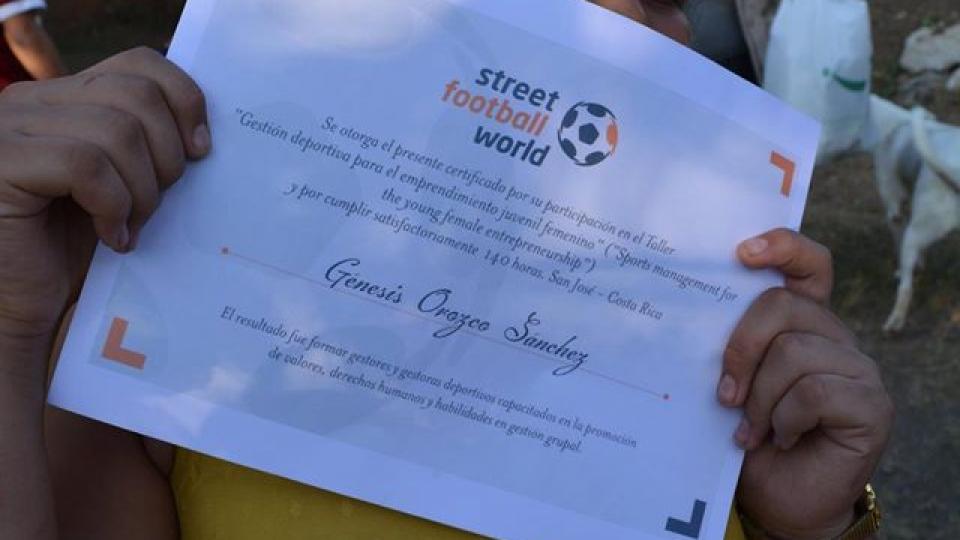 street
football
world
Se otorga el presente certificado por su participación en el Taller
"Gestión deportiva para el emprendimiento juvenil femenino" ("Sports management for
the young female entrepreneurship")
y por cumplir satisfactoriamente 140 horas. San José – Costa Rica
Génesis Orozco Sánchez
El resultado fue formar gestores y gestoras deportivos capacitados en la promoción
de valores, derechos humanos y habilidades en gestión grupal.